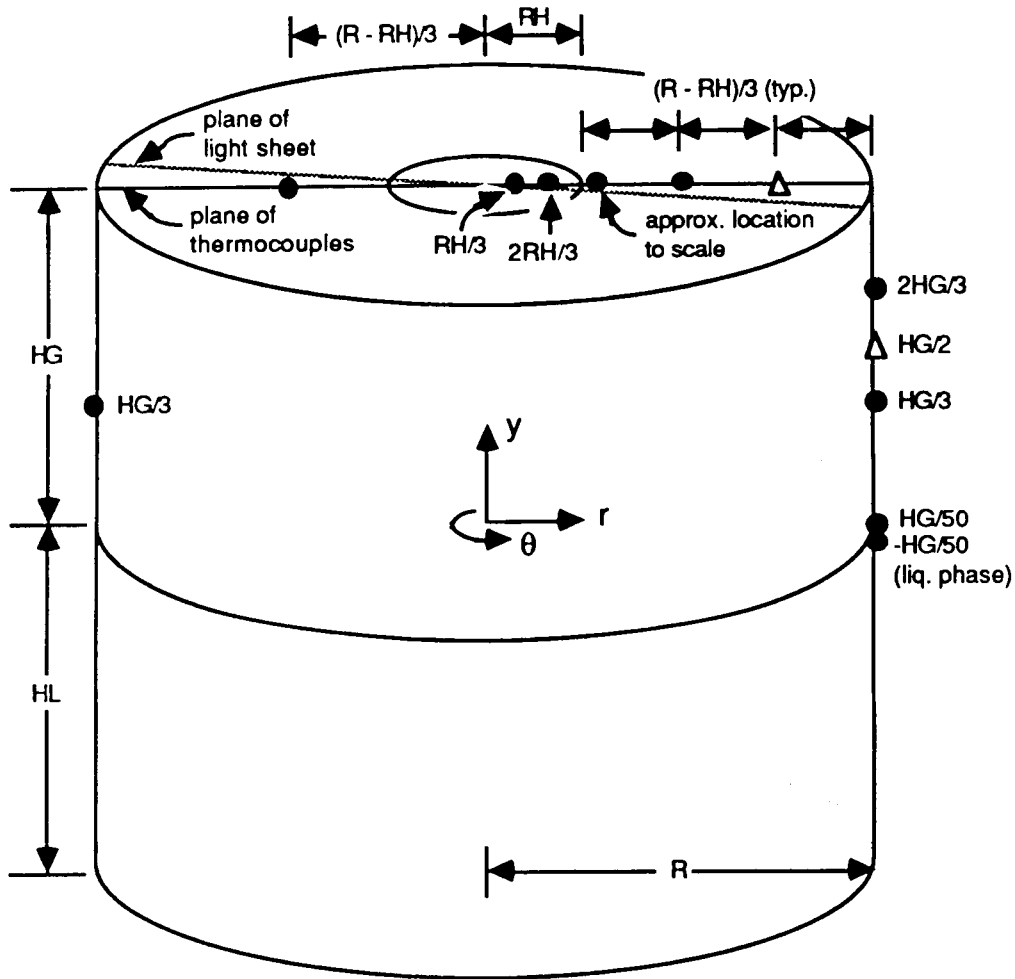 (R - RH)/3
RH
(R - RH)/3 (typ.)
plane of
light sheet
plane of
thermocouples
RH/3
2RH/3
approx. location
to scale
2HG/3
HG
HG/2
HG/3
HG/3
y
r
θ
HG/50
-HG/50
(liq. phase)
HL
R